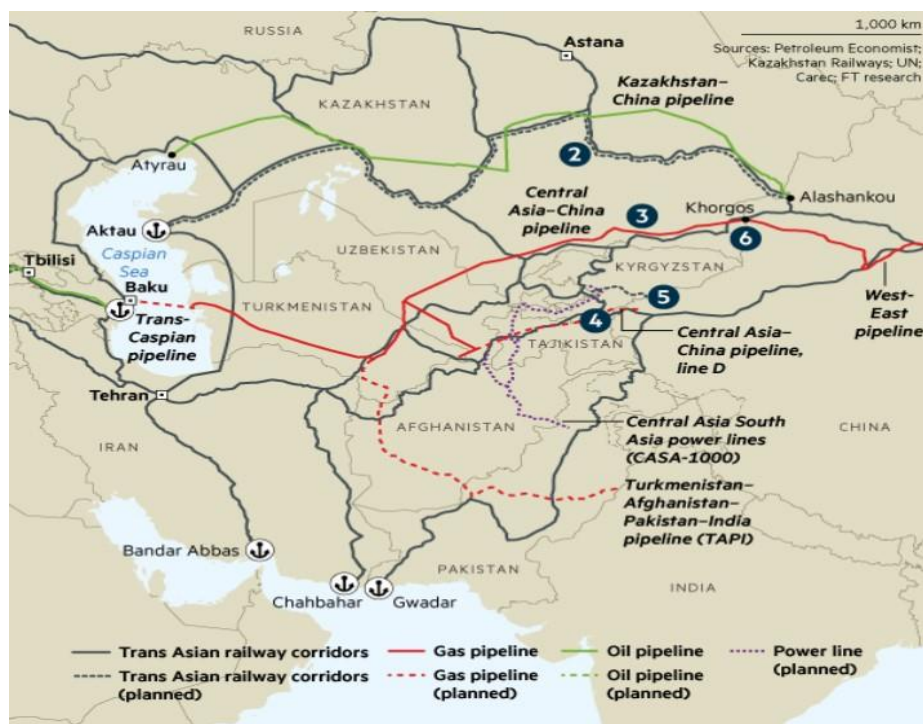 RUSSIA
1,000 km
Sources: Petroleum Economist;
Kazakhstan Railways; UN;
Carec; FT research
Astana
Kazakhstan–
China pipeline
KAZAKHSTAN
Atyrau
2
Central
Asia–China
pipeline
3
Khorgos
Alashankou
Aktau
6
Caspian
Sea
UZBEKISTAN
KYRGYZSTAN
Tbilisi
Baku
TURKMENISTAN
5
West-
East
pipeline
Trans-
Caspian
pipeline
4
TAJIKISTAN
Central Asia–
China pipeline,
line D
Tehran
AFGHANISTAN
CHINA
IRAN
Central Asia South
Asia power lines
(CASA-1000)
Turkmenistan–
Afghanistan–
Pakistan–India
pipeline (TAPI)
Bandar Abbas
PAKISTAN
INDIA
Chahbahar
Gwadar
Trans Asian railway corridors
Gas pipeline
Oil pipeline
Power line
(planned)
Trans Asian railway corridors
(planned)
Gas pipeline
(planned)
Oil pipeline
(planned)